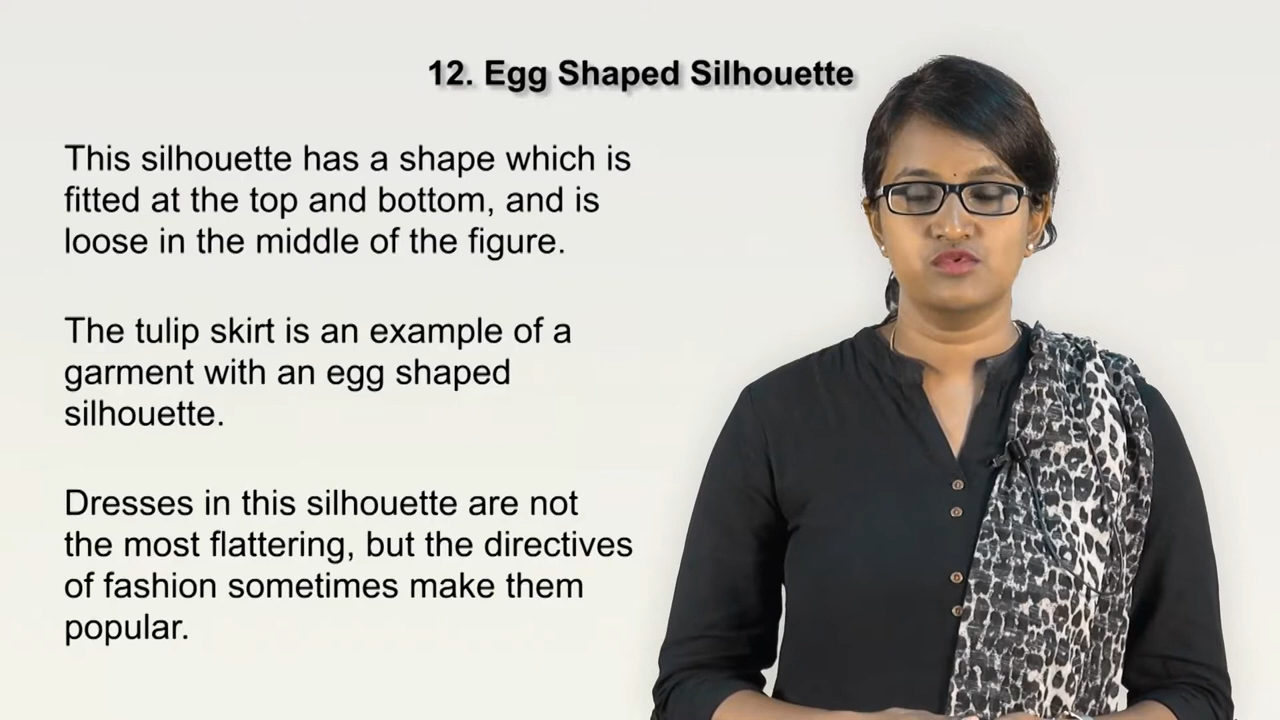 12. Egg Shaped Silhouette
This silhouette has a shape which is
fitted at the top and bottom, and is
loose in the middle of the figure.
The tulip skirt is an example of a
garment with an egg shaped
silhouette.
Dresses in this silhouette are not
the most flattering, but the directives
of fashion sometimes make them
popular.